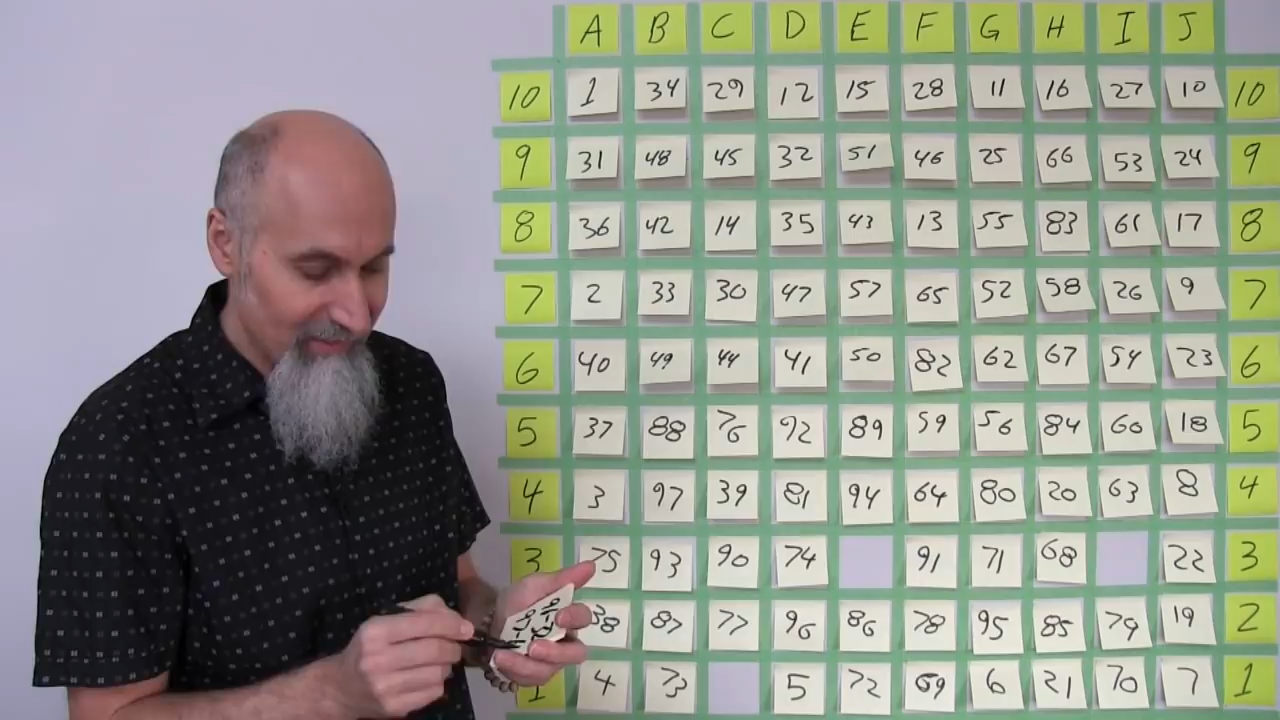 A B C D E F G H I J
10 1 34 29 12 15 28 11 16 27 10 10
9 31 48 45 32 51 46 25 66 53 24 9
8 36 42 14 35 43 13 55 83 61 17 8
7 2 33 30 47 57 65 52 58 26 9 7
6 40 49 44 41 50 82 62 67 54 23 6
5 37 88 76 92 89 59 56 84 60 18 5
4 3 97 39 81 94 64 80 20 63 8 4
3 75 93 90 74 91 71 68 22 3
38 87 77 96 86 78 95 85 79 19 2
1 4 73 5 72 69 6 21 70 7 1